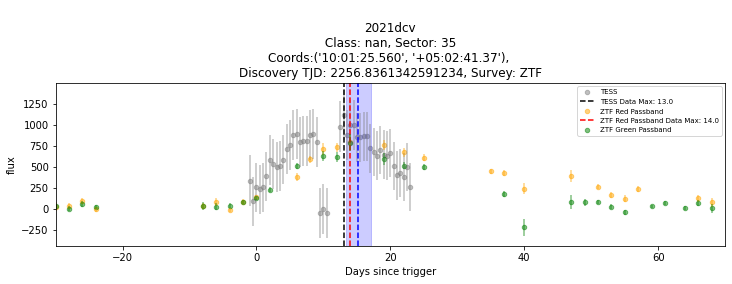 2021dcv
Class: nan, Sector: 35
Coords:('10:01:25.560', '+05:02:41.37'),
Discovery TJD: 2256.8361342591234, Survey: ZTF
TESS
TESS Data Max: 13.0
ZTF Red Passband
ZTF Red Passband Data Max: 14.0
ZTF Green Passband
1250
1000
750
500
250
0
−250
flux
−20
0
20
40
60
Days since trigger